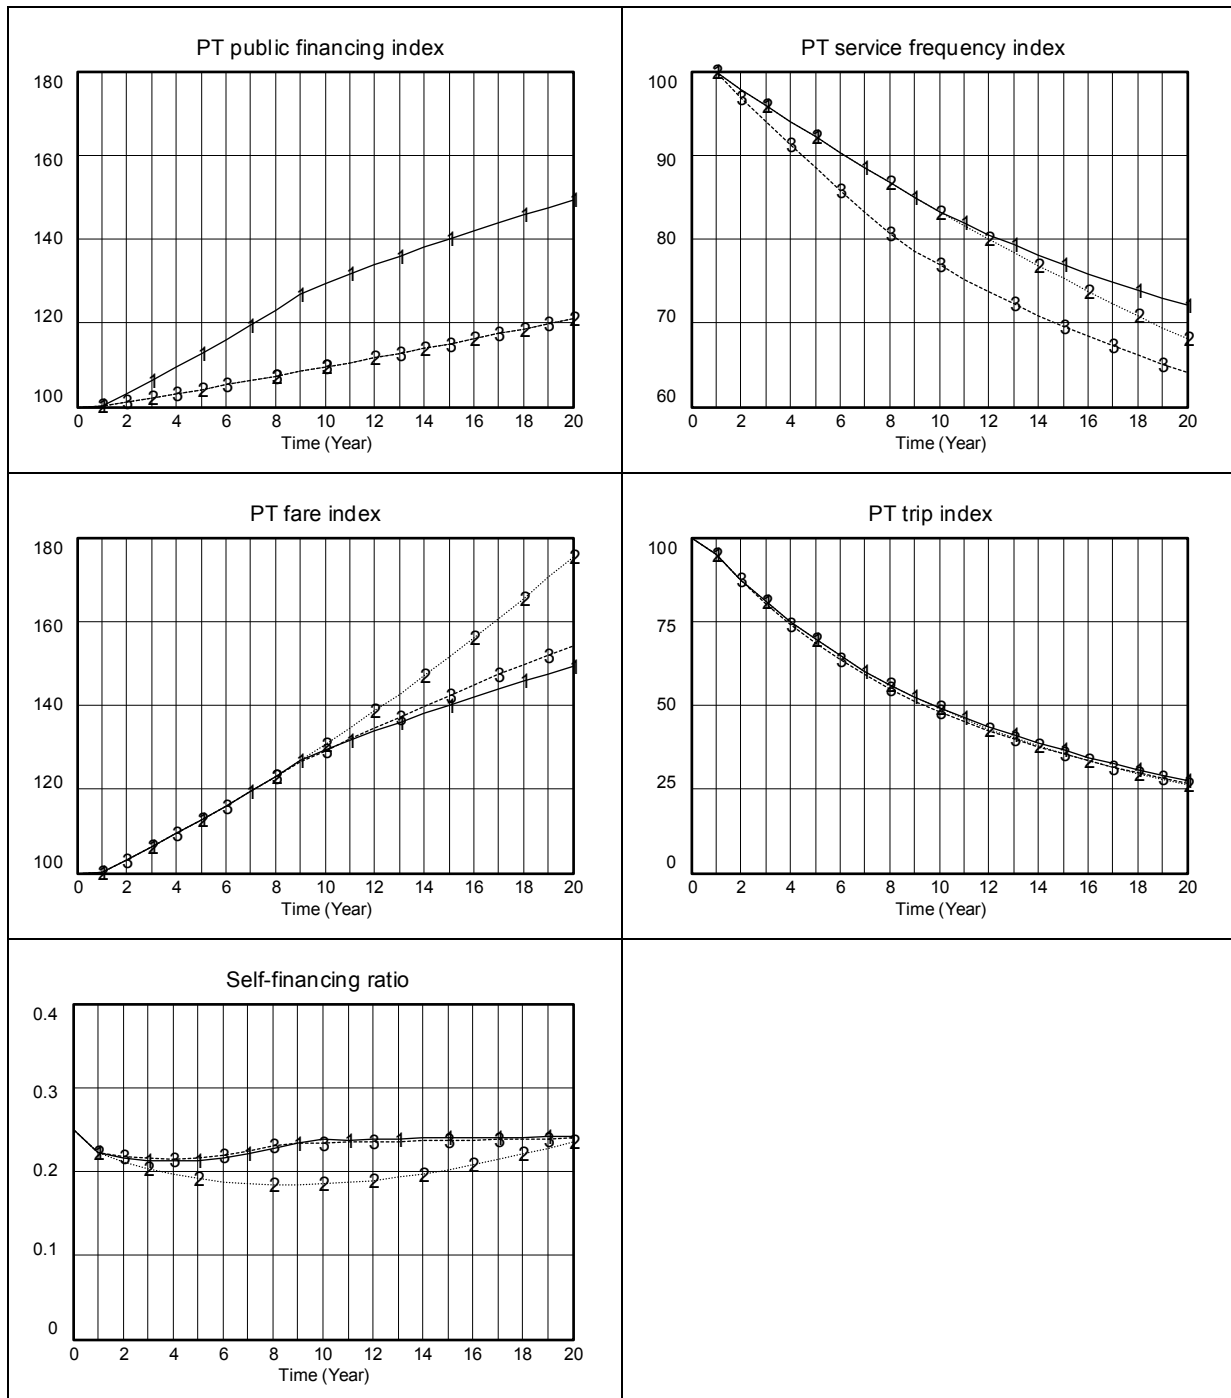 PT public financing index
180
160
140
120
100
0 2 4 6 8 10 12 14 16 18 20
Time (Year)
PT service frequency index
100
90
80
70
60
0 2 4 6 8 10 12 14 16 18 20
Time (Year)
PT fare index
180
160
140
120
100
0 2 4 6 8 10 12 14 16 18 20
Time (Year)
PT trip index
100
75
50
25
0
0 2 4 6 8 10 12 14 16 18 20
Time (Year)
Self-financing ratio
0.4
0.3
0.2
0.1
0
0 2 4 6 8 10 12 14 16 18 20
Time (Year)